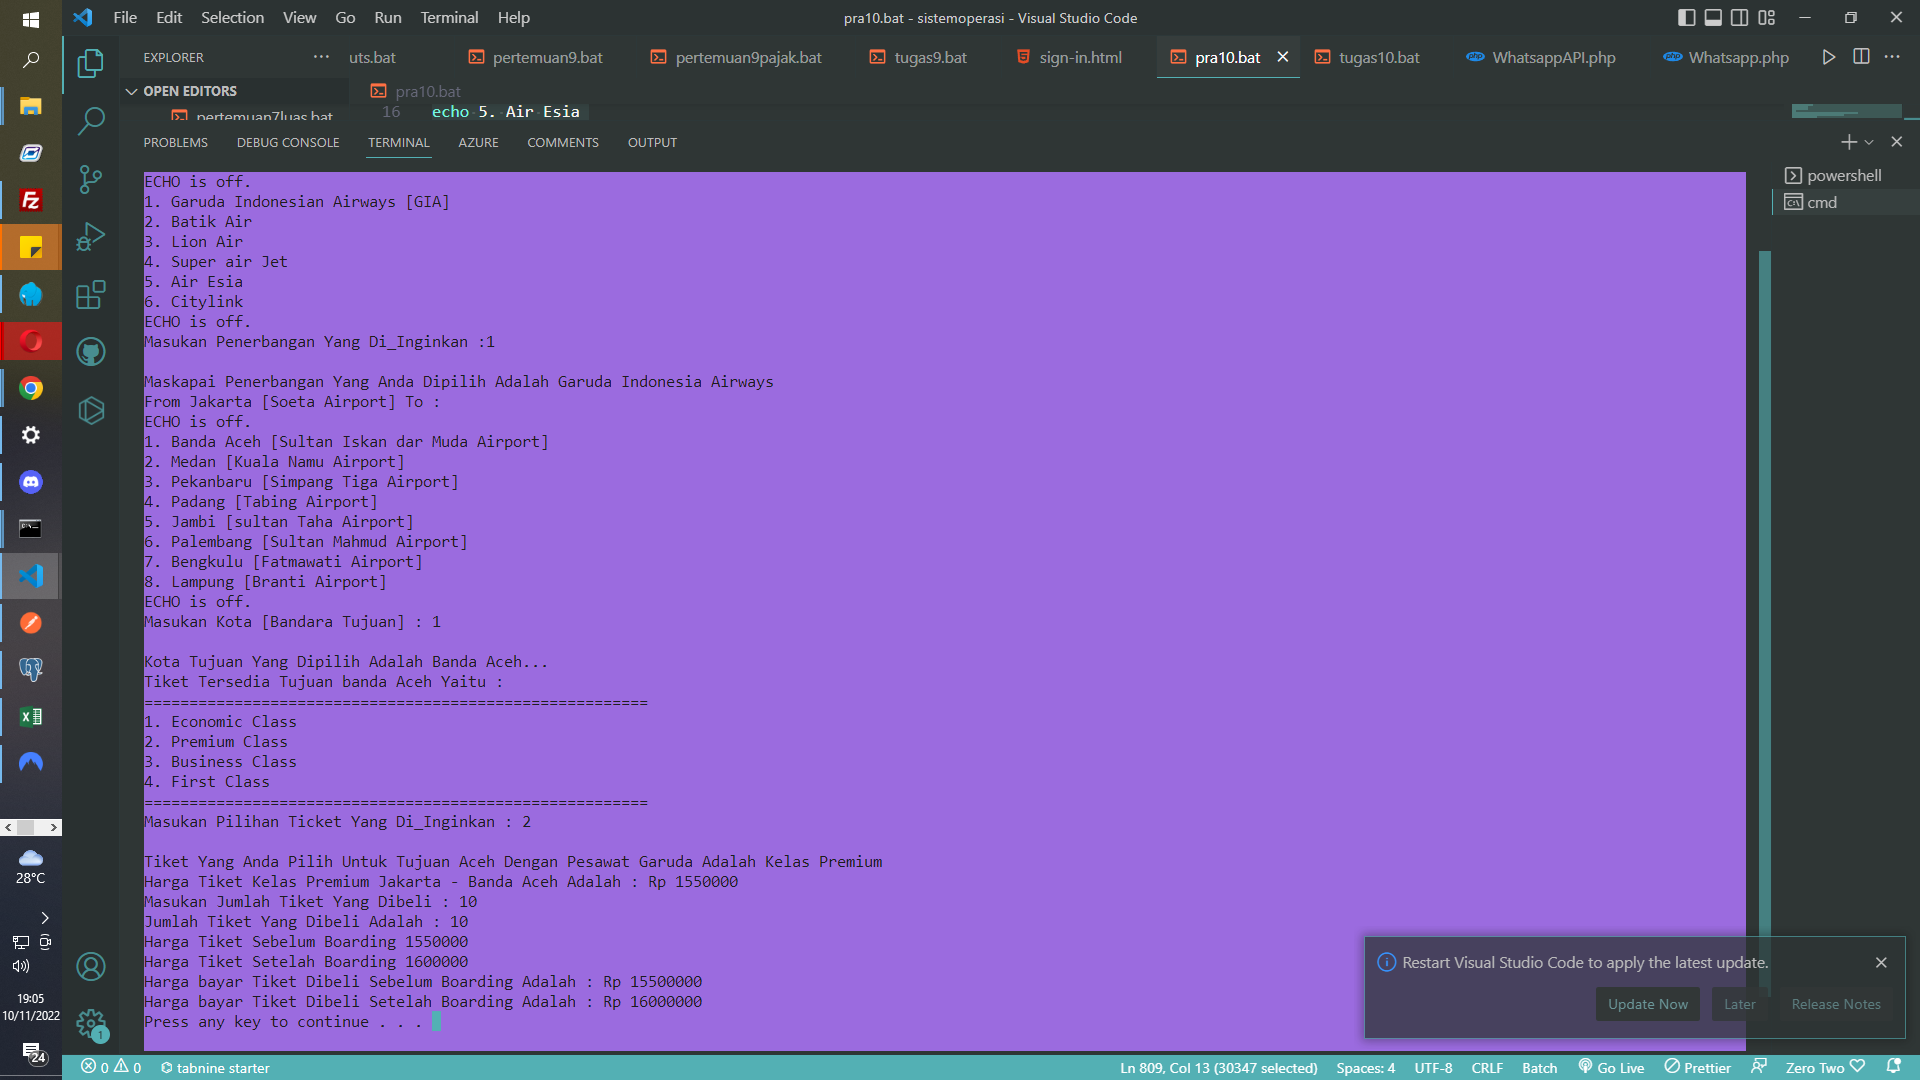 File Edit Selection View Go Run Terminal Help
pra10.bat - sistemoperasi - Visual Studio Code
EXPLORER
uts.bat
pertemuan9.bat
pertemuan9pajak.bat
tugas9.bat
sign-in.html
pra10.bat
tugas10.bat
WhatsappAPI.php
Whatsapp.php
OPEN EDITORS
pra10.bat
pertemuan7luas.bat
16 echo 5. Air Esia
PROBLEMS DEBUG CONSOLE TERMINAL AZURE COMMENTS OUTPUT
powershell
cmd
ECHO is off.
1. Garuda Indonesian Airways [GIA]
2. Batik Air
3. Lion Air
4. Super air Jet
5. Air Esia
6. Citylink
ECHO is off.
Masukan Penerbangan Yang Di_Inginkan :1
Maskapai Penerbangan Yang Anda Dipilih Adalah Garuda Indonesia Airways
From Jakarta [Soeta Airport] To :
ECHO is off.
1. Banda Aceh [Sultan Iskan dar Muda Airport]
2. Medan [Kuala Namu Airport]
3. Pekanbaru [Simpang Tiga Airport]
4. Padang [Tabing Airport]
5. Jambi [sultan Taha Airport]
6. Palembang [Sultan Mahmud Airport]
7. Bengkulu [Fatmawati Airport]
8. Lampung [Branti Airport]
ECHO is off.
Masukan Kota [Bandara Tujuan] : 1
Kota Tujuan Yang Dipilih Adalah Banda Aceh...
Tiket Tersedia Tujuan banda Aceh Yaitu :
========================================================
1. Economic Class
2. Premium Class
3. Business Class
4. First Class
========================================================
Masukan Pilihan Ticket Yang Di_Inginkan : 2
Tiket Yang Anda Pilih Untuk Tujuan Aceh Dengan Pesawat Garuda Adalah Kelas Premium
Harga Tiket Kelas Premium Jakarta - Banda Aceh Adalah : Rp 1550000
Masukan Jumlah Tiket Yang Dibeli : 10
Jumlah Tiket Yang Dibeli Adalah : 10
Harga Tiket Sebelum Boarding 1550000
Harga Tiket Setelah Boarding 1600000
Harga bayar Tiket Dibeli Sebelum Boarding Adalah : Rp 15500000
Harga bayar Tiket Dibeli Setelah Boarding Adalah : Rp 16000000
Press any key to continue . . .
Restart Visual Studio Code to apply the latest update.
Update Now Later Release Notes
28°C
19:05
10/11/2022
24
1
0 0 tabnine starter
Ln 809, Col 13 (30347 selected) Spaces: 4 UTF-8 CRLF Batch Go Live Prettier Zero Two